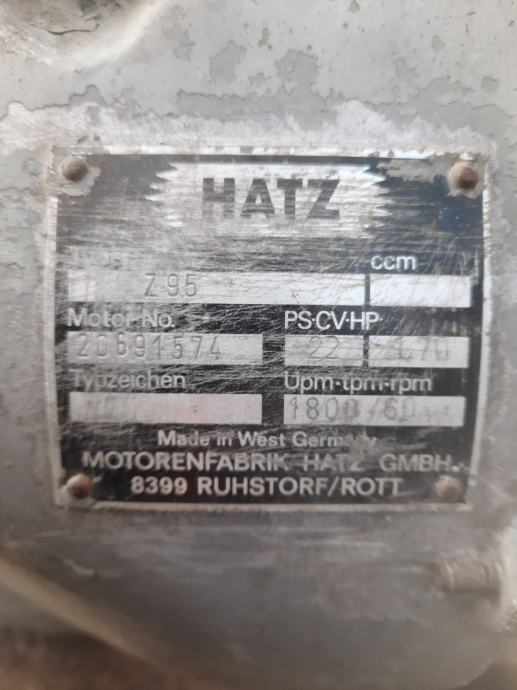 HATZ
ccm
Z95
Motor-No. PS·CV·HP
22
Typzeichen Upm·tpm·rpm
1800
Made in West Germany
MOTORENFABRIK HATZ GMBH.
8399 RUHSTORF/ROTT